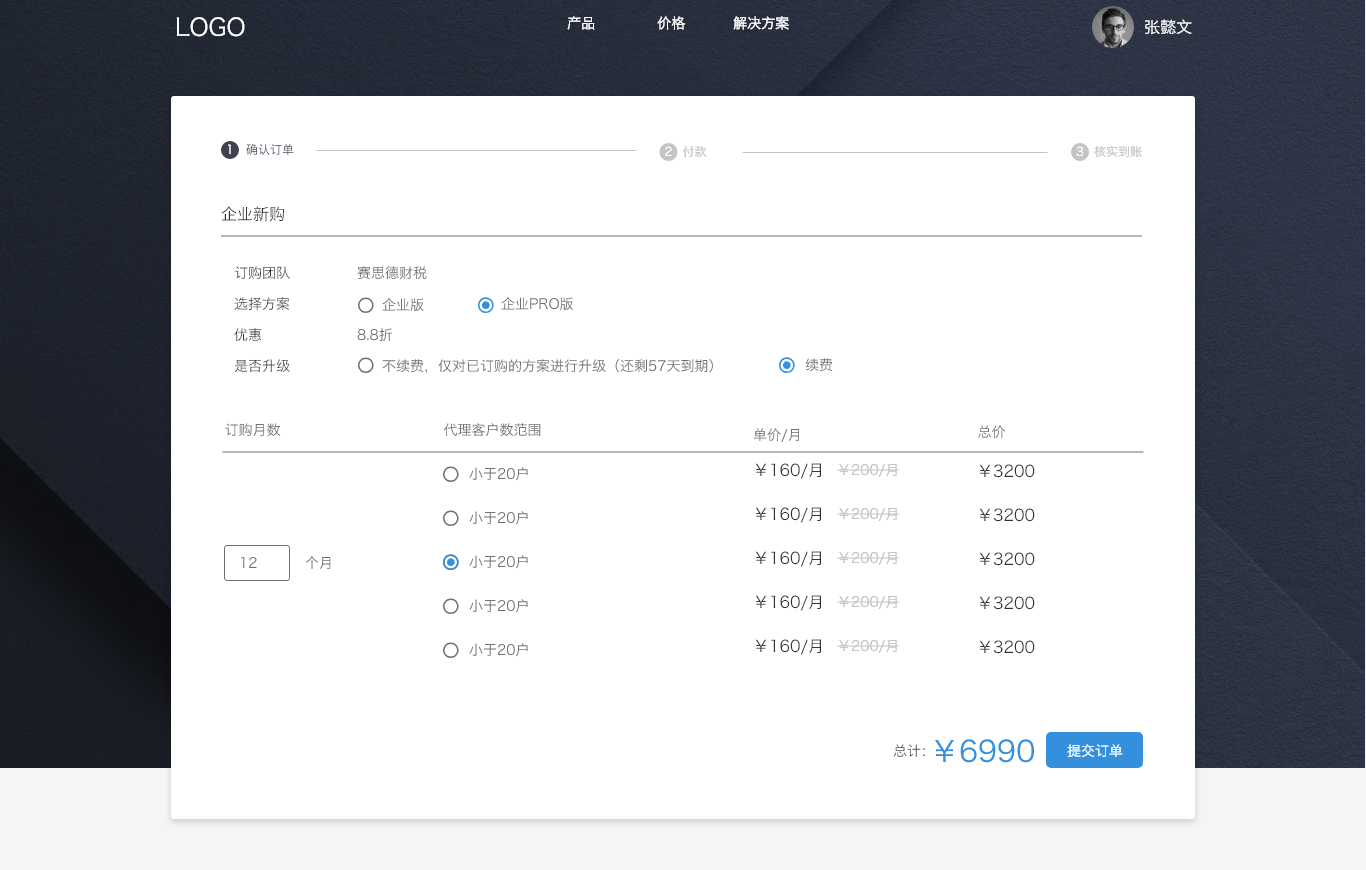 LOGO 产品 价格 解决方案 张懿文
1 确认订单 2 付款 3 核实到账
企业新购
订购团队 赛思德财税
选择方案 企业版 企业PRO版
优惠 8.8折
是否升级 不续费，仅对已订购的方案进行升级（还剩57天到期） 续费
订购月数 代理客户数范围 单价/月 总价
小于20户 ￥160/月 ￥200/月 ￥3200
小于20户 ￥160/月 ￥200/月 ￥3200
12 个月 小于20户 ￥160/月 ￥200/月 ￥3200
小于20户 ￥160/月 ￥200/月 ￥3200
小于20户 ￥160/月 ￥200/月 ￥3200
总计：￥6990 提交订单